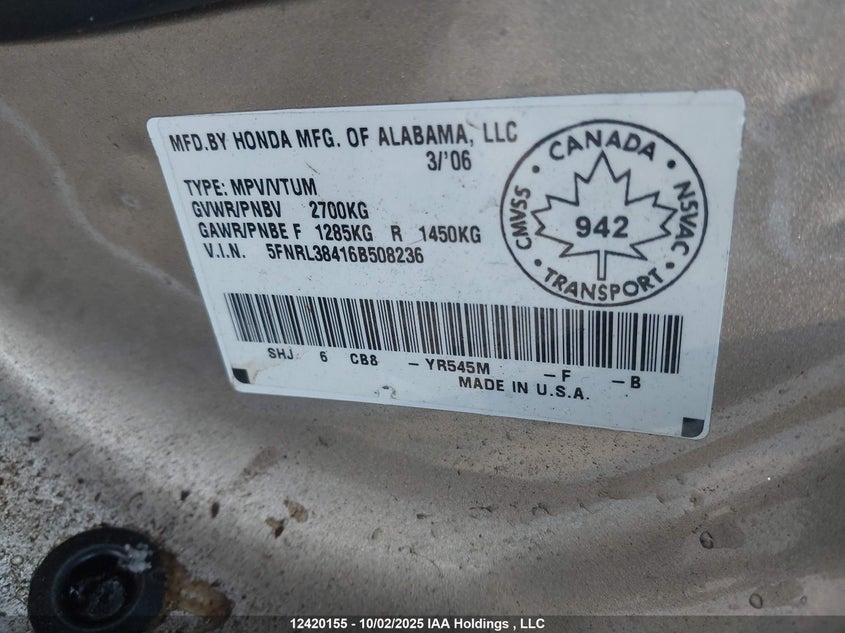 MFD.BY HONDA MFG. OF ALABAMA, LLC
3/'06
TYPE: MPV/VTUM
GVWR/PNBV 2700KG
GAWR/PNBE F 1285KG R 1450KG
V.I.N. 5FNRL38416B508236
CANADA
CMVSS
NSVAC
942
TRANSPORT
SHJ 6 CB8 - YR545M - F - B
MADE IN U.S.A.
12420155 - 10/02/2025 IAA Holdings , LLC